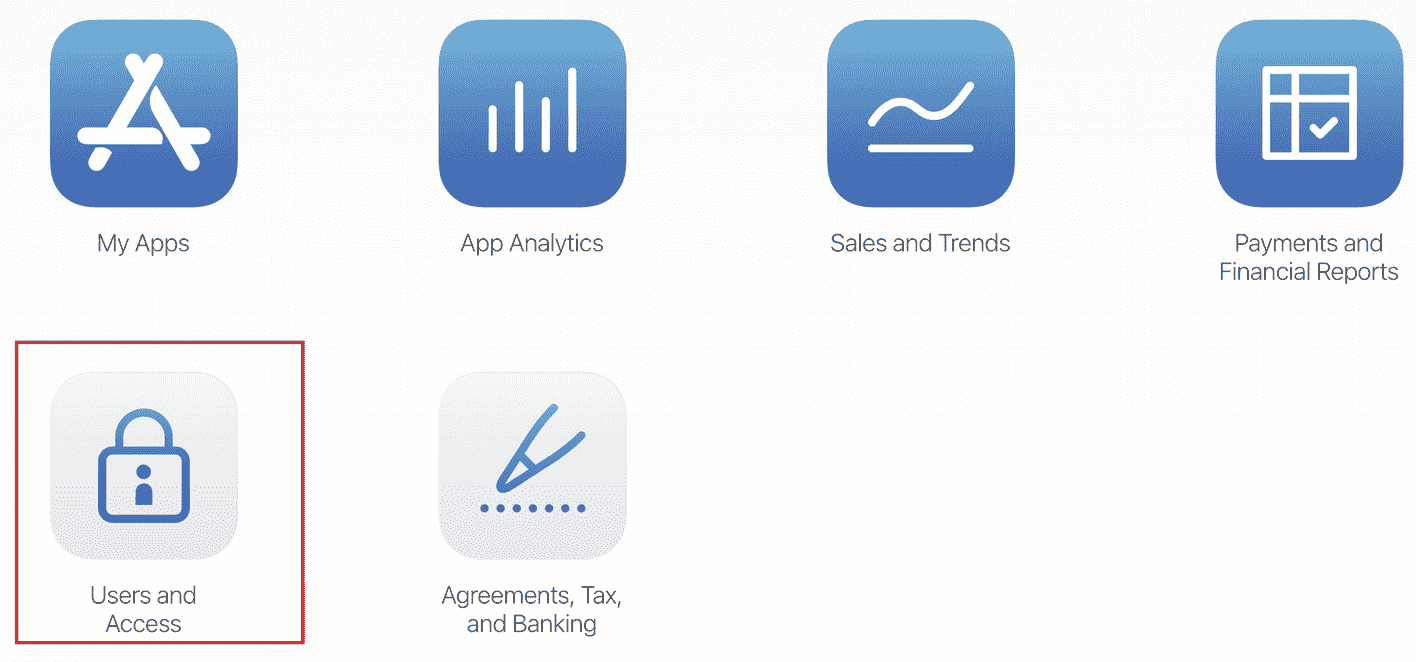 My Apps
App Analytics
Sales and Trends
Payments and
Financial Reports
Users and
Access
Agreements, Tax,
and Banking